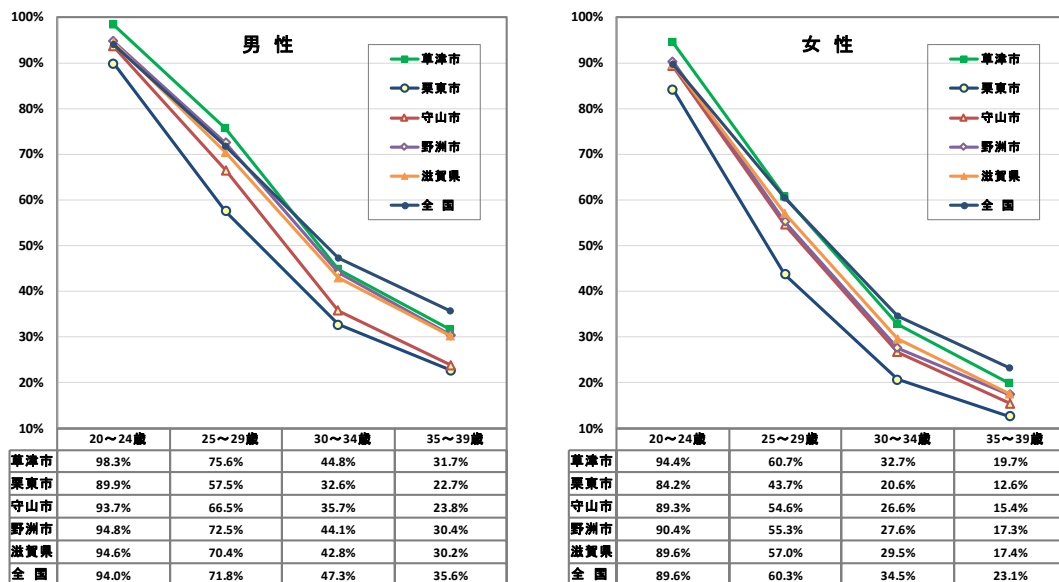 男 性
100%
90%
80%
70%
60%
50%
40%
30%
20%
10%
草津市
栗東市
守山市
野洲市
滋賀県
全 国
20～24歳 25～29歳 30～34歳 35～39歳
草津市 98.3% 75.6% 44.8% 31.7%
栗東市 89.9% 57.5% 32.6% 22.7%
守山市 93.7% 66.5% 35.7% 23.8%
野洲市 94.8% 72.5% 44.1% 30.4%
滋賀県 94.6% 70.4% 42.8% 30.2%
全 国 94.0% 71.8% 47.3% 35.6%
女 性
100%
90%
80%
70%
60%
50%
40%
30%
20%
10%
草津市
栗東市
守山市
野洲市
滋賀県
全 国
20～24歳 25～29歳 30～34歳 35～39歳
草津市 94.4% 60.7% 32.7% 19.7%
栗東市 84.2% 43.7% 20.6% 12.6%
守山市 89.3% 54.6% 26.6% 15.4%
野洲市 90.4% 55.3% 27.6% 17.3%
滋賀県 89.6% 57.0% 29.5% 17.4%
全 国 89.6% 60.3% 34.5% 23.1%